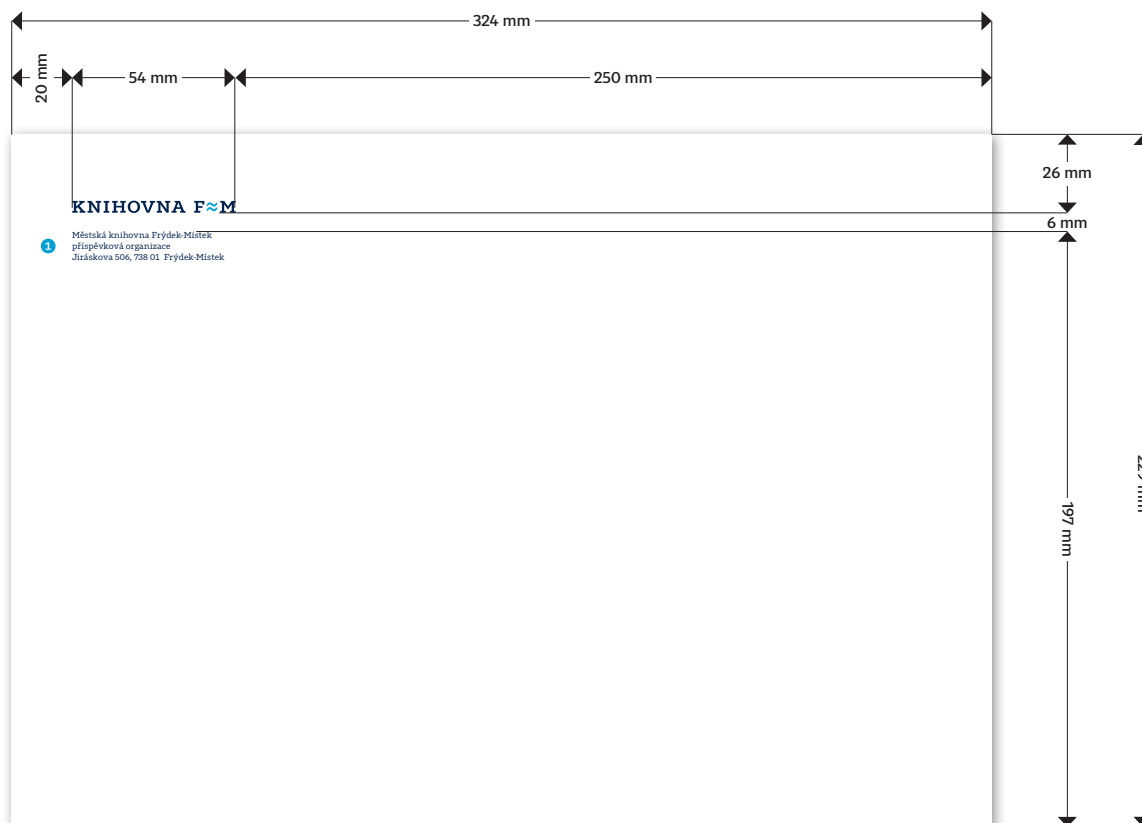 324 mm
20 mm
54 mm
250 mm
26 mm
KNIHOVNA F≈M
6 mm
1
Městská knihovna Frýdek-Místek
příspěvková organizace
Jiráskova 506, 738 01 Frýdek-Místek
197 mm